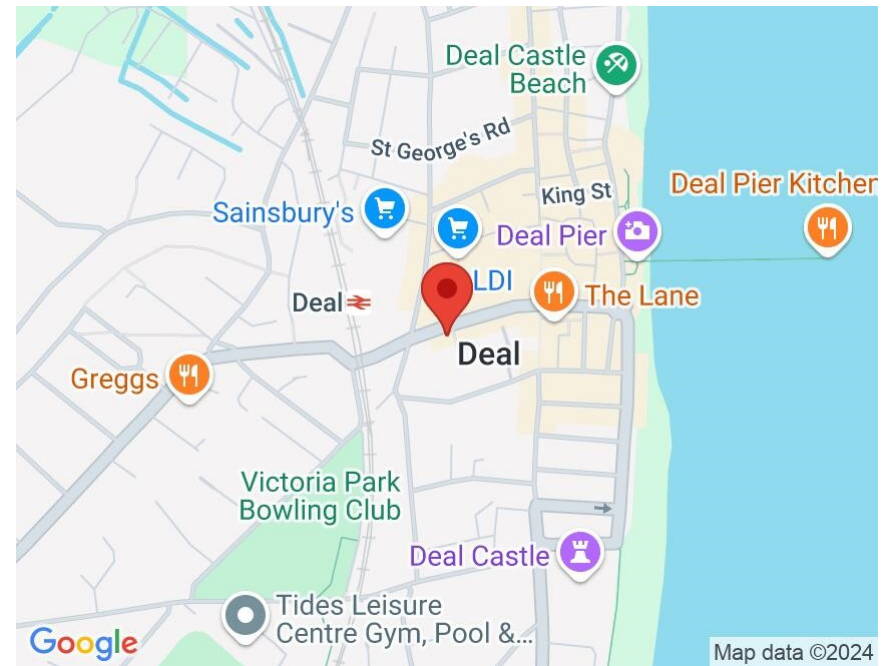 Deal Castle
Beach
St George's Rd
King St
Deal Pier Kitchen
Sainsbury's
Deal Pier
LDI
Deal
The Lane
Deal
Greggs
Victoria Park
Bowling Club
Deal Castle
Tides Leisure
Centre Gym, Pool &...
Google
Map data ©2024